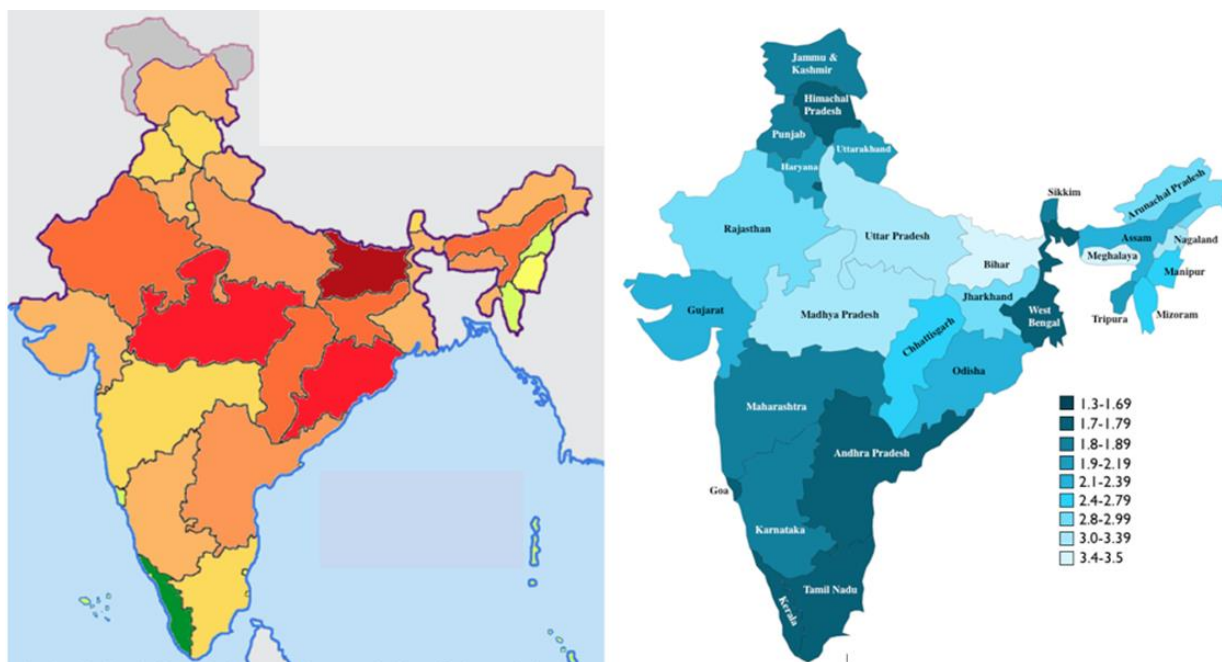 Jammu &
Kashmir
Himachal
Pradesh
Punjab
Uttarakhand
Haryana
Sikkim
Arunachal Pradesh
Rajasthan
Uttar Pradesh
Assam
Nagaland
Bihar
Meghalaya
Manipur
Gujarat
Madhya Pradesh
Jharkhand
West
Bengal
Tripura
Mizoram
Chhattisgarh
Odisha
Maharashtra
Andhra Pradesh
Goa
Karnataka
Tamil Nadu
Kerala
1.3-1.69
1.7-1.79
1.8-1.89
1.9-2.19
2.1-2.39
2.4-2.79
2.8-2.99
3.0-3.39
3.4-3.5